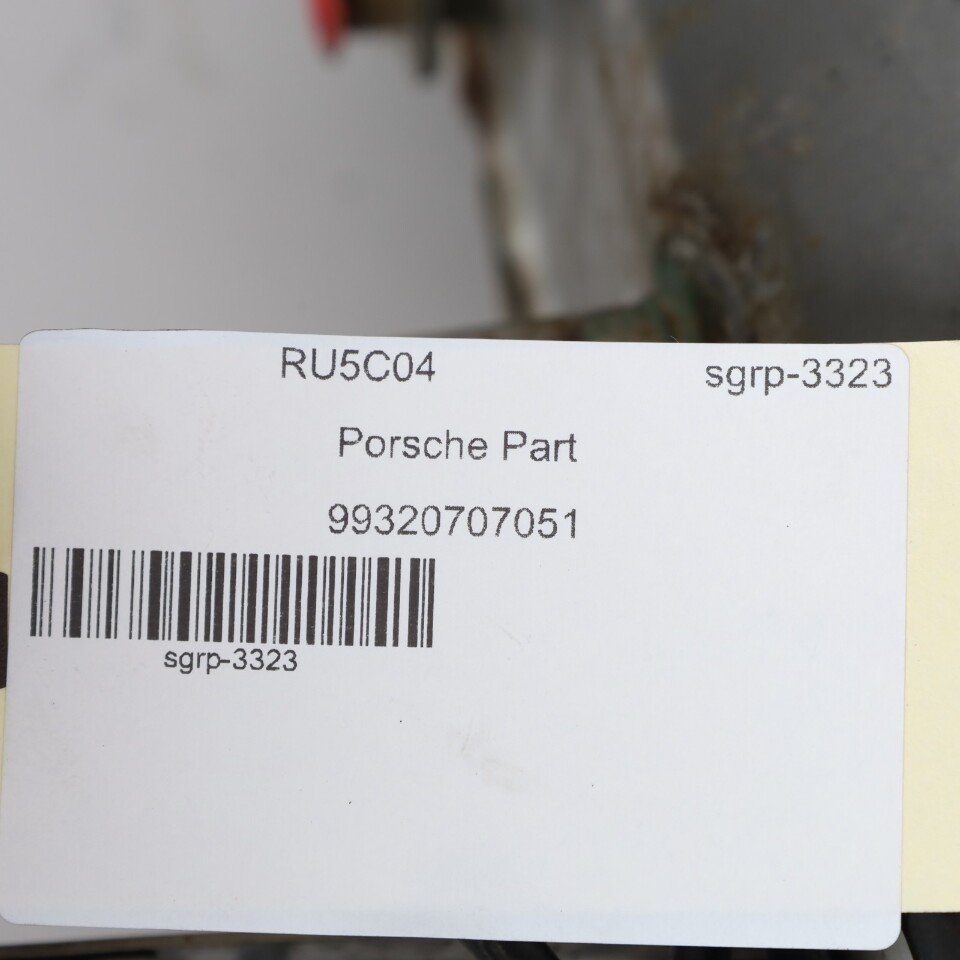 RU5C04 sgrp-3323
Porsche Part
99320707051
sgrp-3323